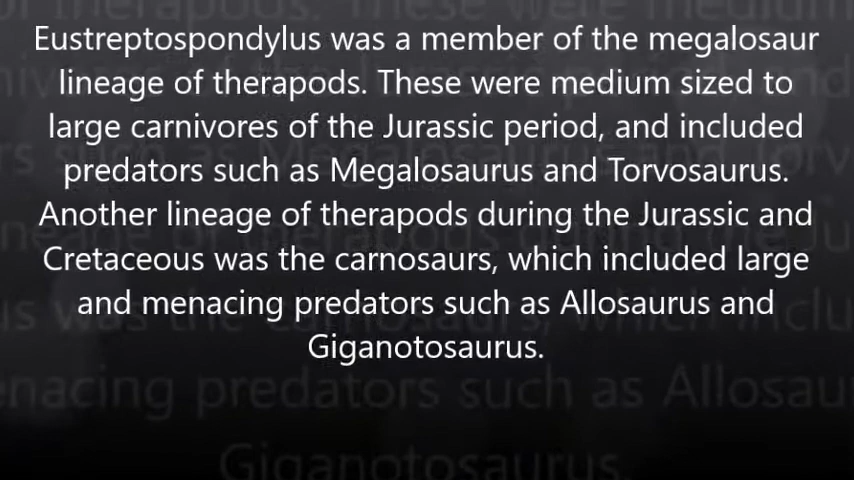 Eustreptospondylus was a member of the megalosaur
lineage of therapods. These were medium sized to
large carnivores of the Jurassic period, and included
predators such as Megalosaurus and Torvosaurus.
Another lineage of therapods during the Jurassic and
Cretaceous was the carnosaurs, which included large
and menacing predators such as Allosaurus and
Giganotosaurus.